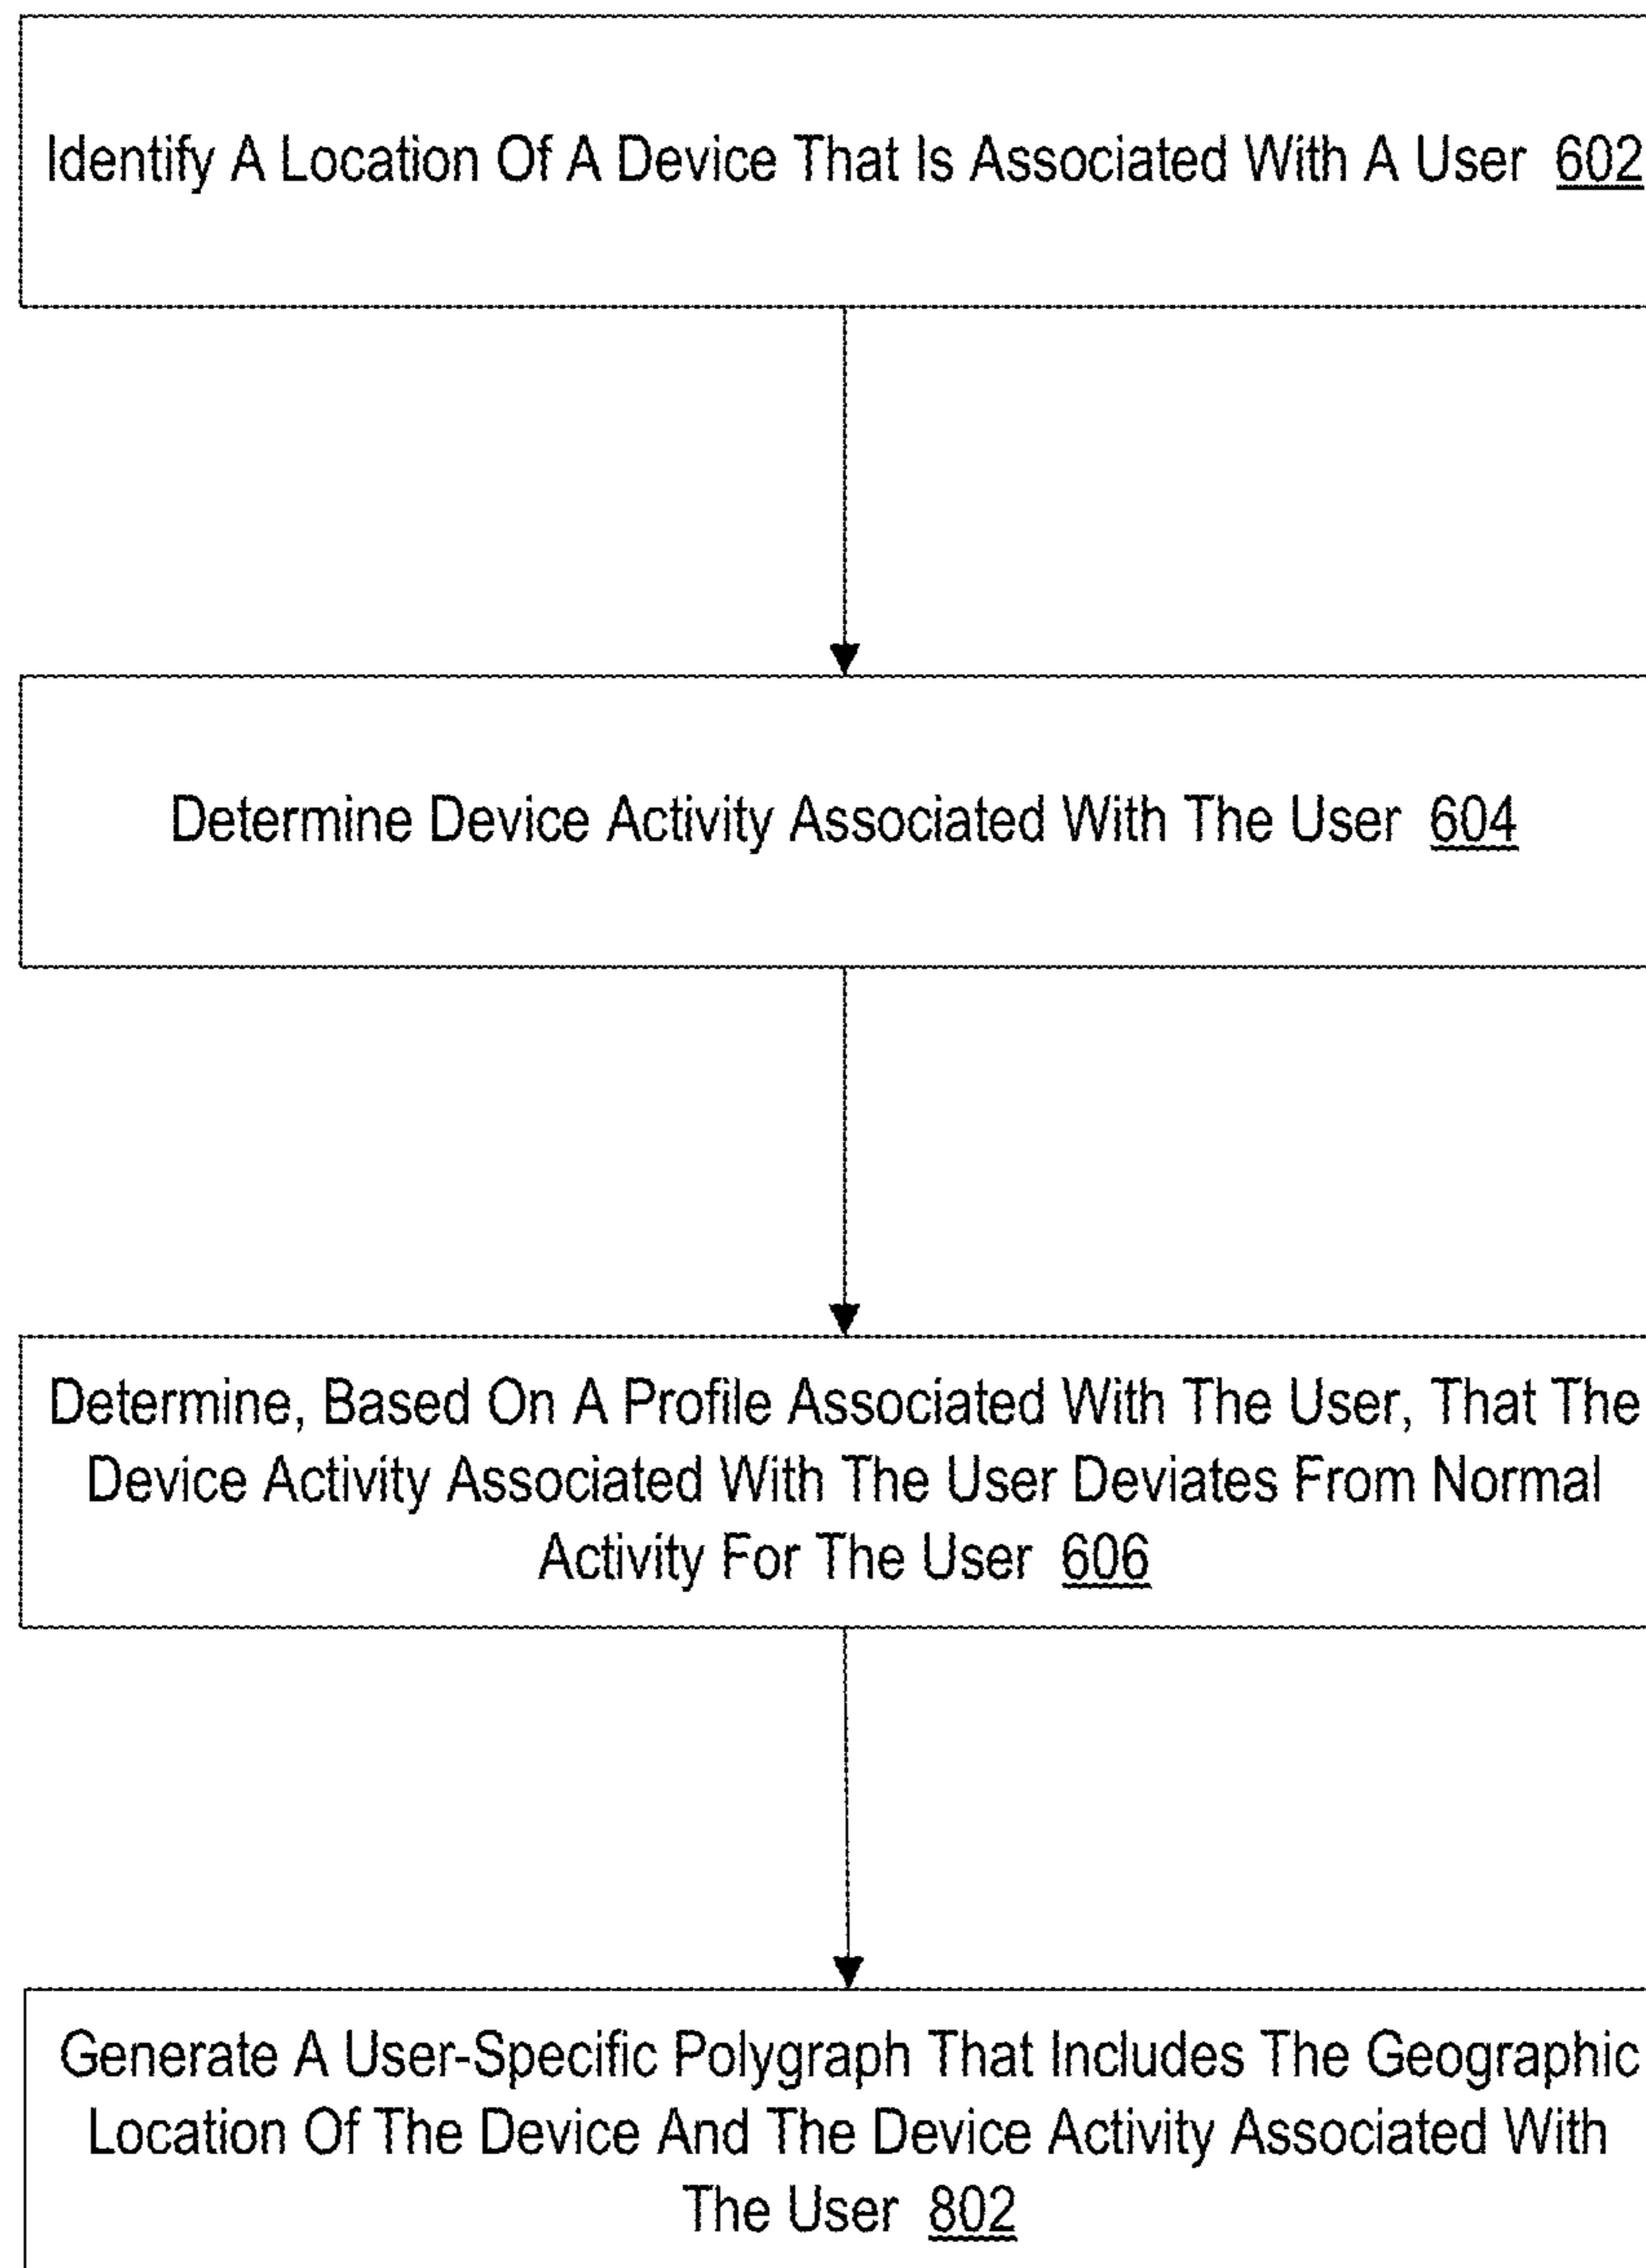 Identify A Location Of A Device That Is Associated With A User 602
Determine Device Activity Associated With The User 604
Determine, Based On A Profile Associated With The User, That The
Device Activity Associated With The User Deviates From Normal
Activity For The User 606
Generate A User-Specific Polygraph That Includes The Geographic
Location Of The Device And The Device Activity Associated With
The User 802